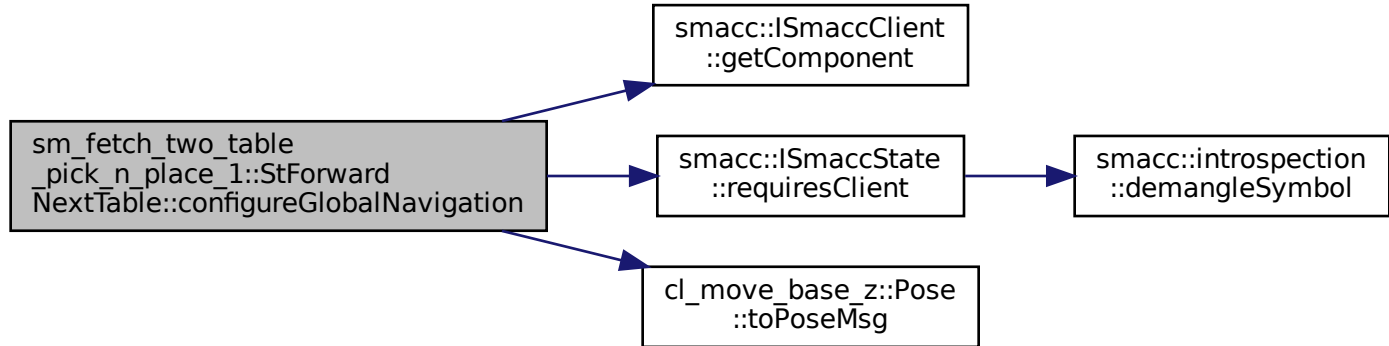 sm_fetch_two_table
_pick_n_place_1::StForward
NextTable::configureGlobalNavigation
smacc::ISmaccClient
::getComponent
smacc::ISmaccState
::requiresClient
smacc::introspection
::demangleSymbol
cl_move_base_z::Pose
::toPoseMsg